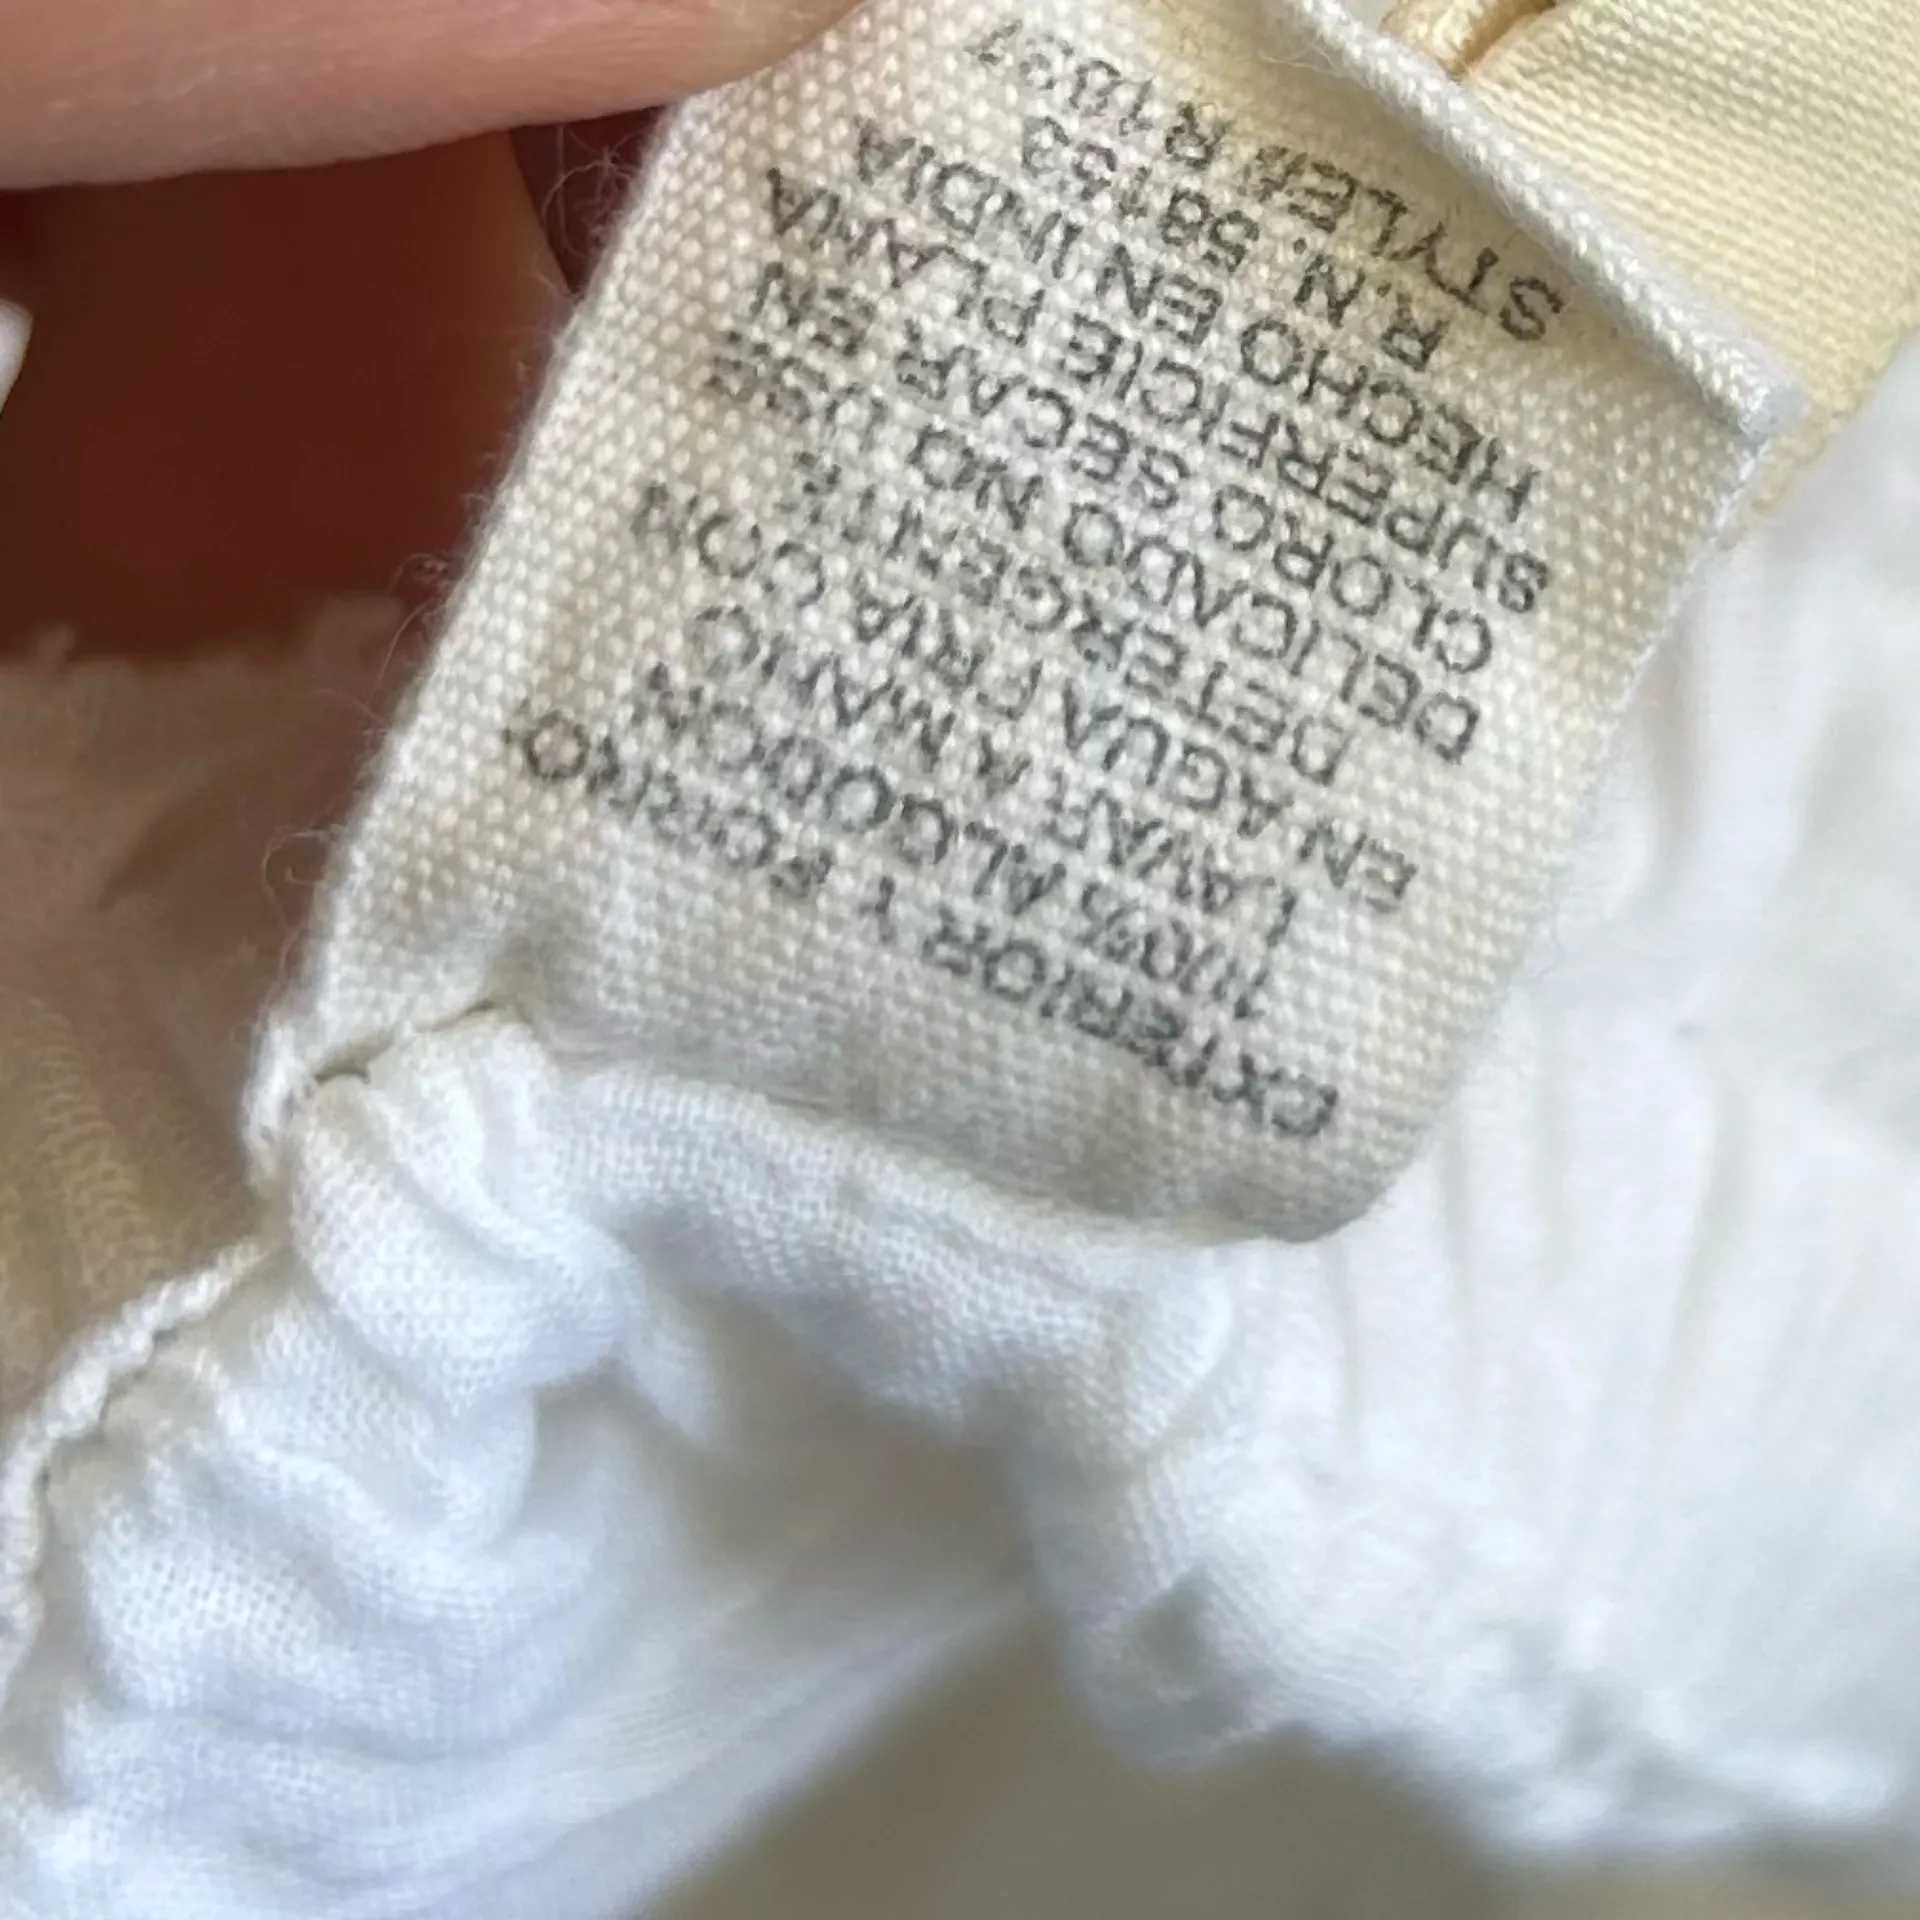 EXTERIOR Y FORRO.
100% ALGODON
LAVAR A MANO CON
EN AGUA FRIA
DETERGENTE
DELICADO NO USE
CLORO SECAR EN
SUPERFICIE PLANA
HECHO EN INDIA
R.N. 58153
STYLE# R1827